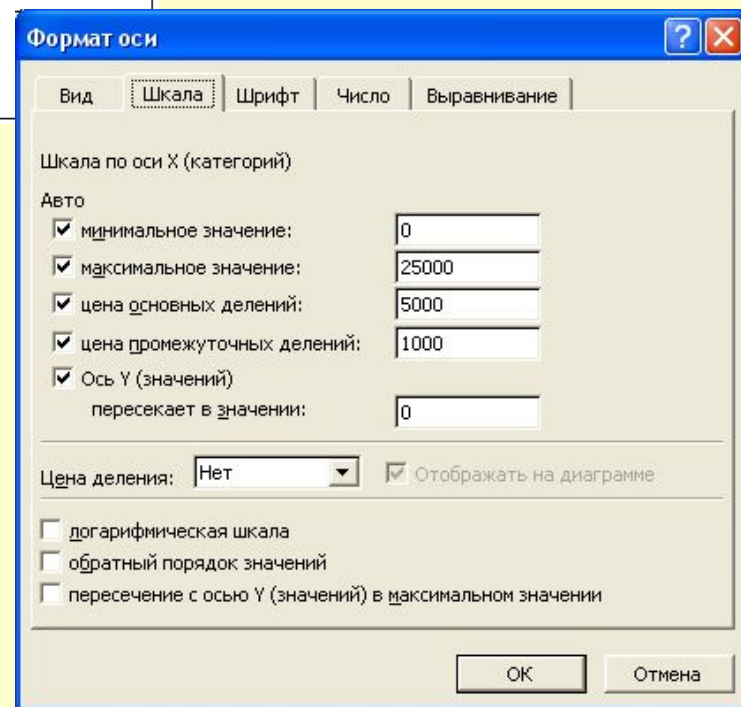 Формат оси
Вид Шкала Шрифт Число Выравнивание
Шкала по оси X (категорий)
Авто
минимальное значение: 0
максимальное значение: 25000
цена основных делений: 5000
цена промежуточных делений: 1000
Ось Y (значений)
пересекает в значении: 0
Цена деления: Нет Отображать на диаграмме
логарифмическая шкала
обратный порядок значений
пересечение с осью Y (значений) в максимальном значении
ОК Отмена